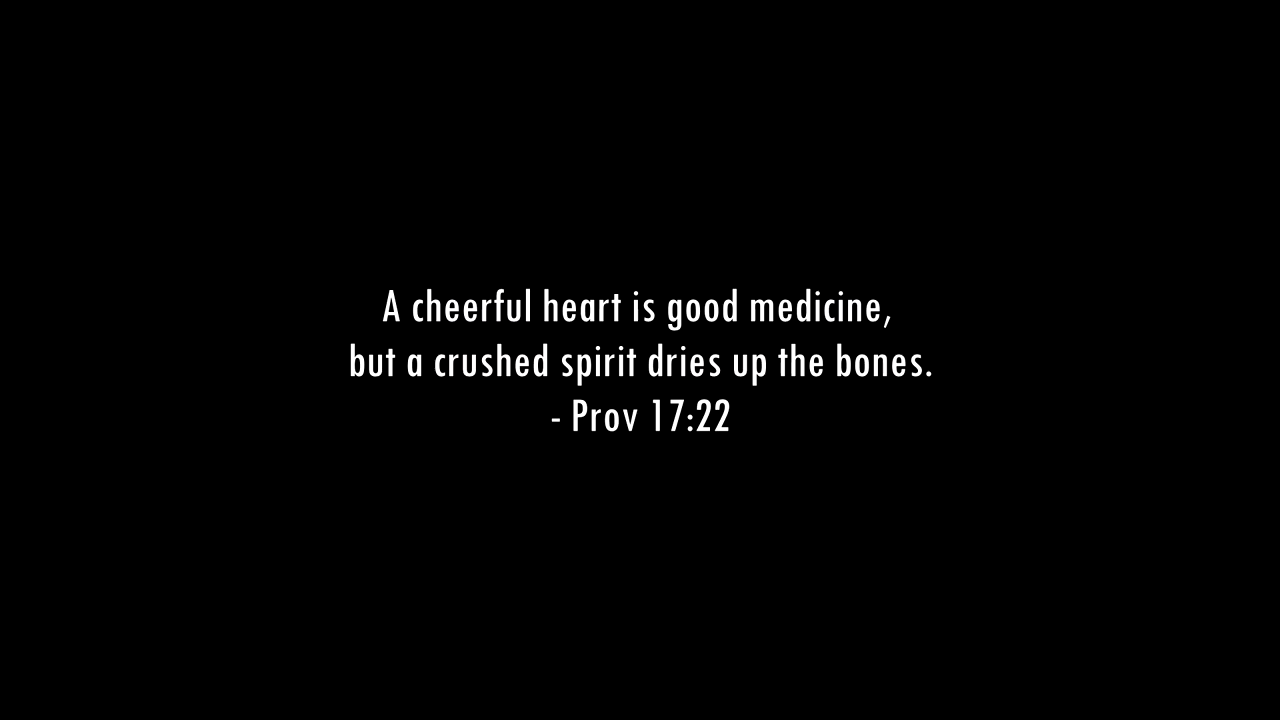 A cheerful heart is good medicine,
but a crushed spirit dries up the bones.
- Prov 17:22